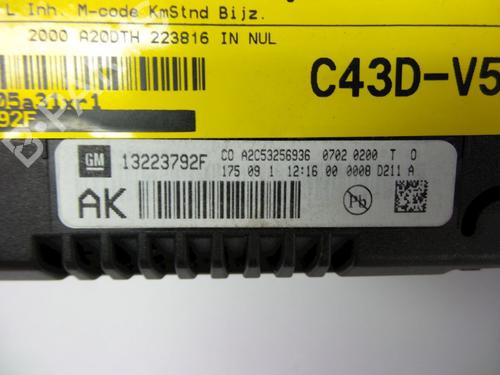 L Inh. M-code KmStnd Bijz.
2000 A20DTH 223816 IN NUL
C43D-V5
05a31xr1
92F
GM
13223792F
CO A2C53256936 0702 0200 T 0
175 09 1 12:16 00 0008 D211 A
AK
Pb